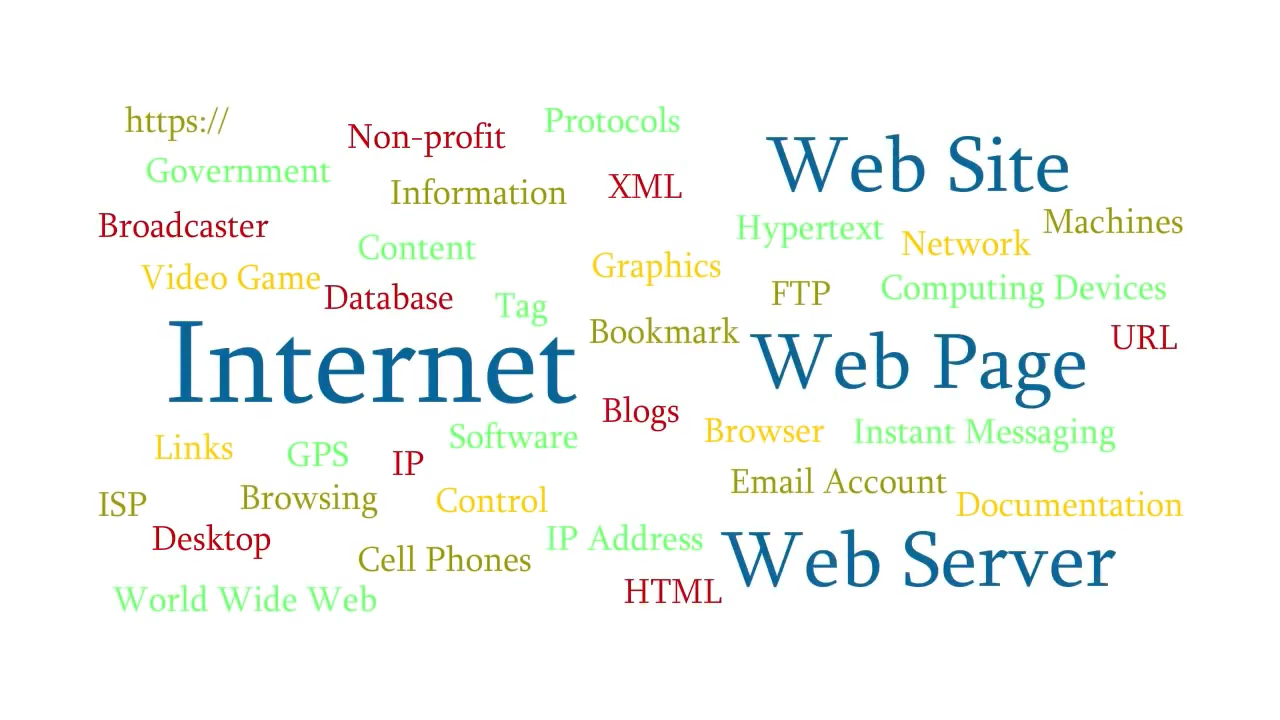 https://
Non-profit
Protocols
Web Site
Government
Information
XML
Broadcaster
Content
Hypertext
Network
Machines
Video Game
Database
Tag
Graphics
FTP
Computing Devices
Internet
Bookmark
Web Page
URL
Links
GPS
IP
Software
Blogs
Browser
Instant Messaging
ISP
Browsing
Control
Email Account
Documentation
Desktop
Cell Phones
IP Address
Web Server
World Wide Web
HTML